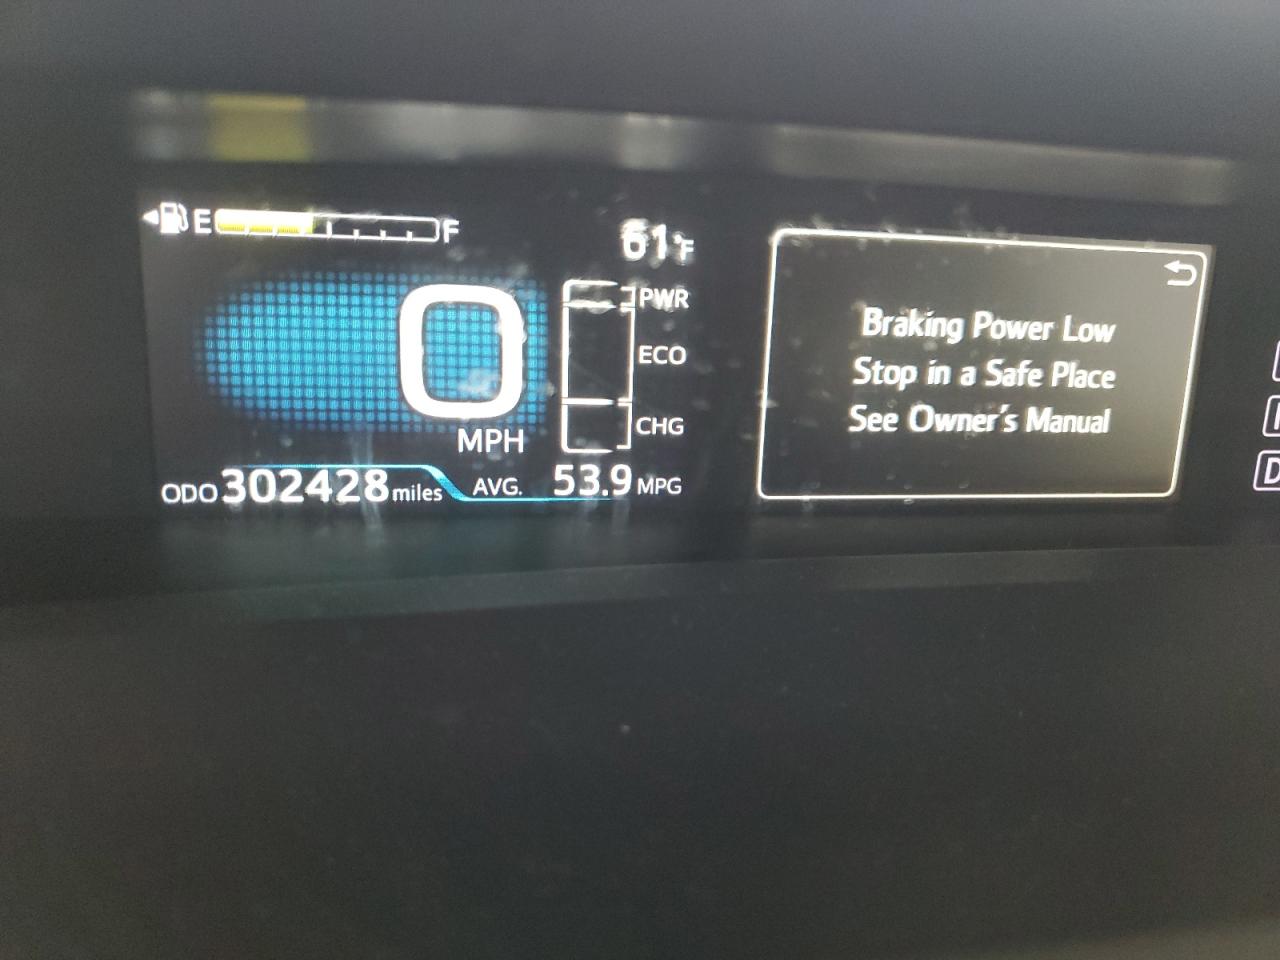 E F
61°F
PWR
ECO
CHG
0
MPH
ODO 302428 miles AVG. 53.9 MPG
Braking Power Low
Stop in a Safe Place
See Owner's Manual
D